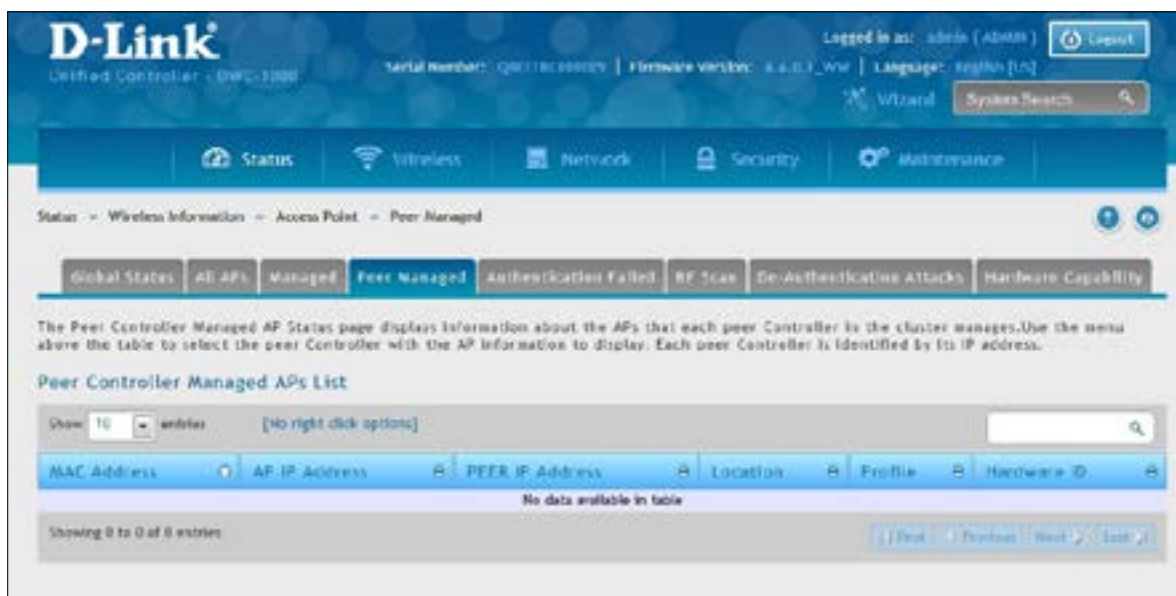 D-Link
Unified Controller - DWC-1000
Logged in as: admin ( ADMIN )
Logout
Serial Number: | Firmware Version: | Language: English [US]
Wizard
System Search
Status
Wireless
Network
Security
Maintenance
Status » Wireless Information » Access Point » Peer Managed
Global Status
All APs
Managed
Peer Managed
Authentication Failed
RF Scan
De-Authentication Attacks
Hardware Capability
The Peer Controller Managed AP Status page displays information about the APs that each peer Controller in the cluster manages.Use the menu
above the table to select the peer Controller with the AP information to display. Each peer Controller is identified by its IP address.
Peer Controller Managed APs List
Show 10 entries
[No right click options]
MAC Address
AP IP Address
PEER IP Address
Location
Profile
Hardware ID
No data available in table
Showing 0 to 0 of 0 entries
First
Previous
Next
Last